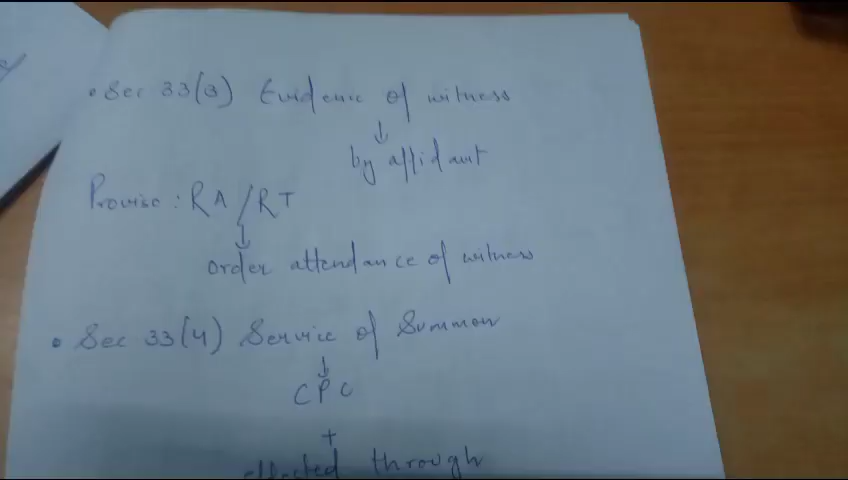 • Sec 33(3) Evidence of witness
↓
by affidavit
Proviso : RA / RT
↓
order attendance of witness
• Sec 33(4) Service of Summon
↓
CPC
+
effected through